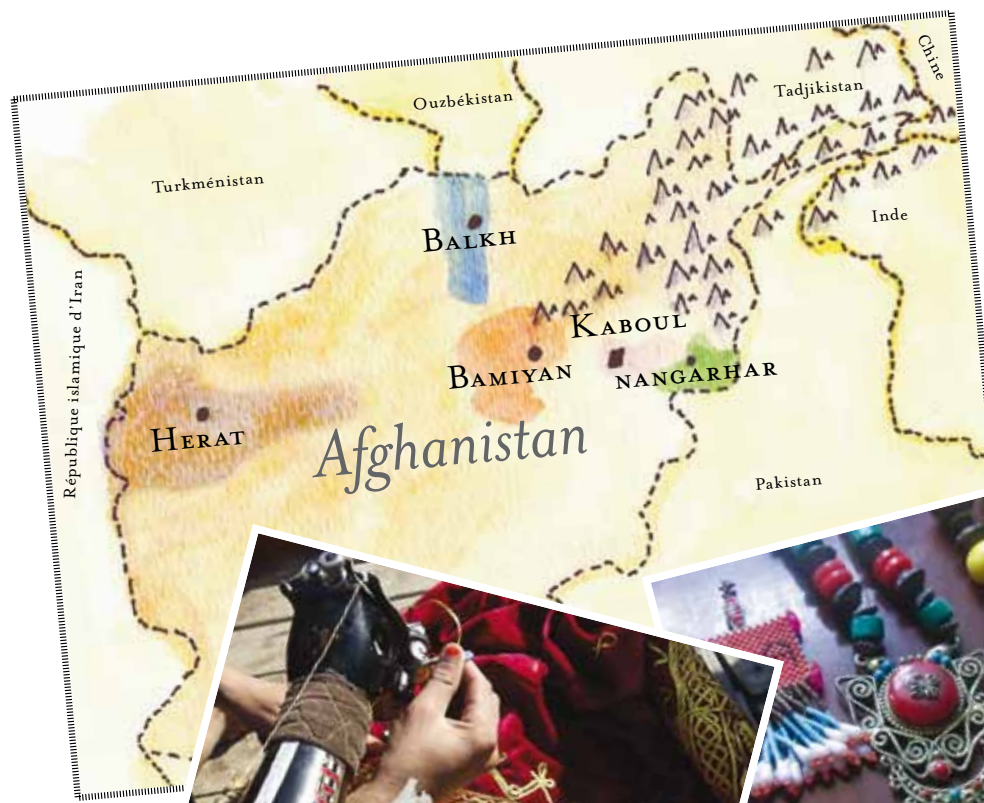 Chine
Ouzbékistan
Tadjikistan
Turkménistan
Inde
BALKH
République islamique d'Iran
KABOUL
BAMIYAN
NANGARHAR
HERAT
Afghanistan
Pakistan